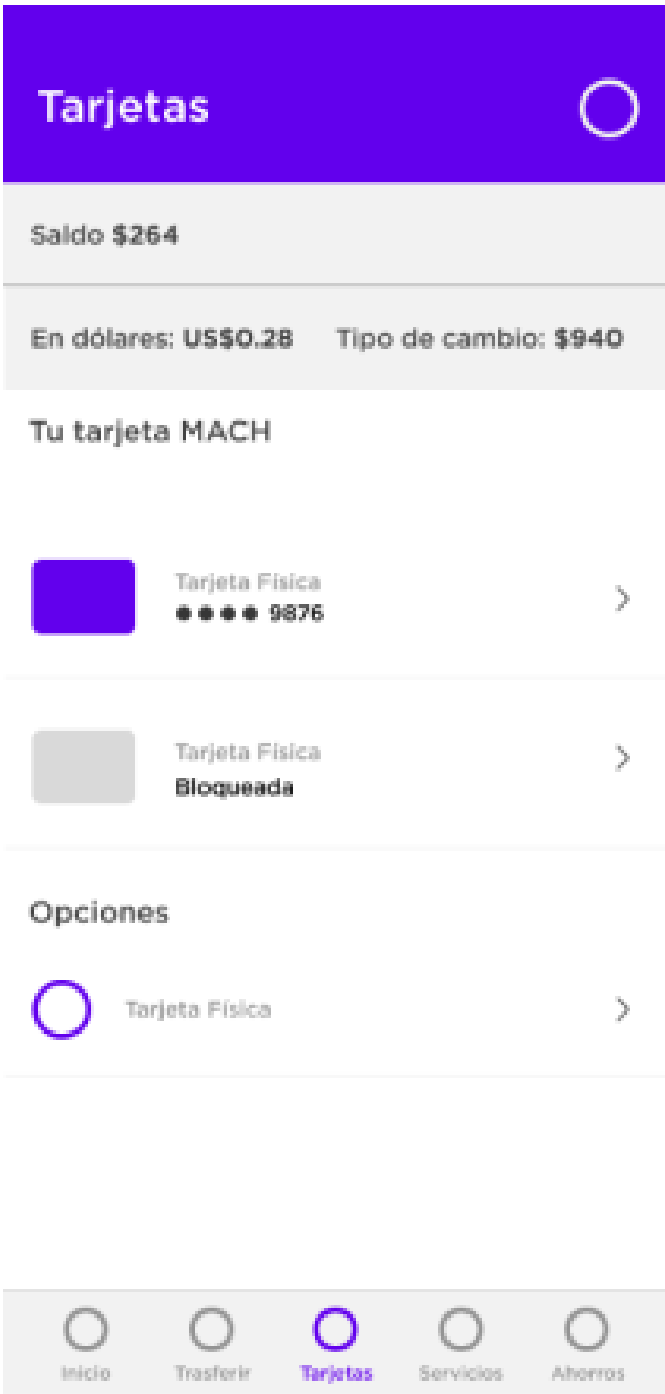 Tarjetas
Saldo $264
En dólares: US$0.28 Tipo de cambio: $940
Tu tarjeta MACH
Tarjeta Física
●●●● 9876
Tarjeta Física
Bloqueada
Opciones
Tarjeta Física
Inicio Trasferir Tarjetas Servicios Ahorros